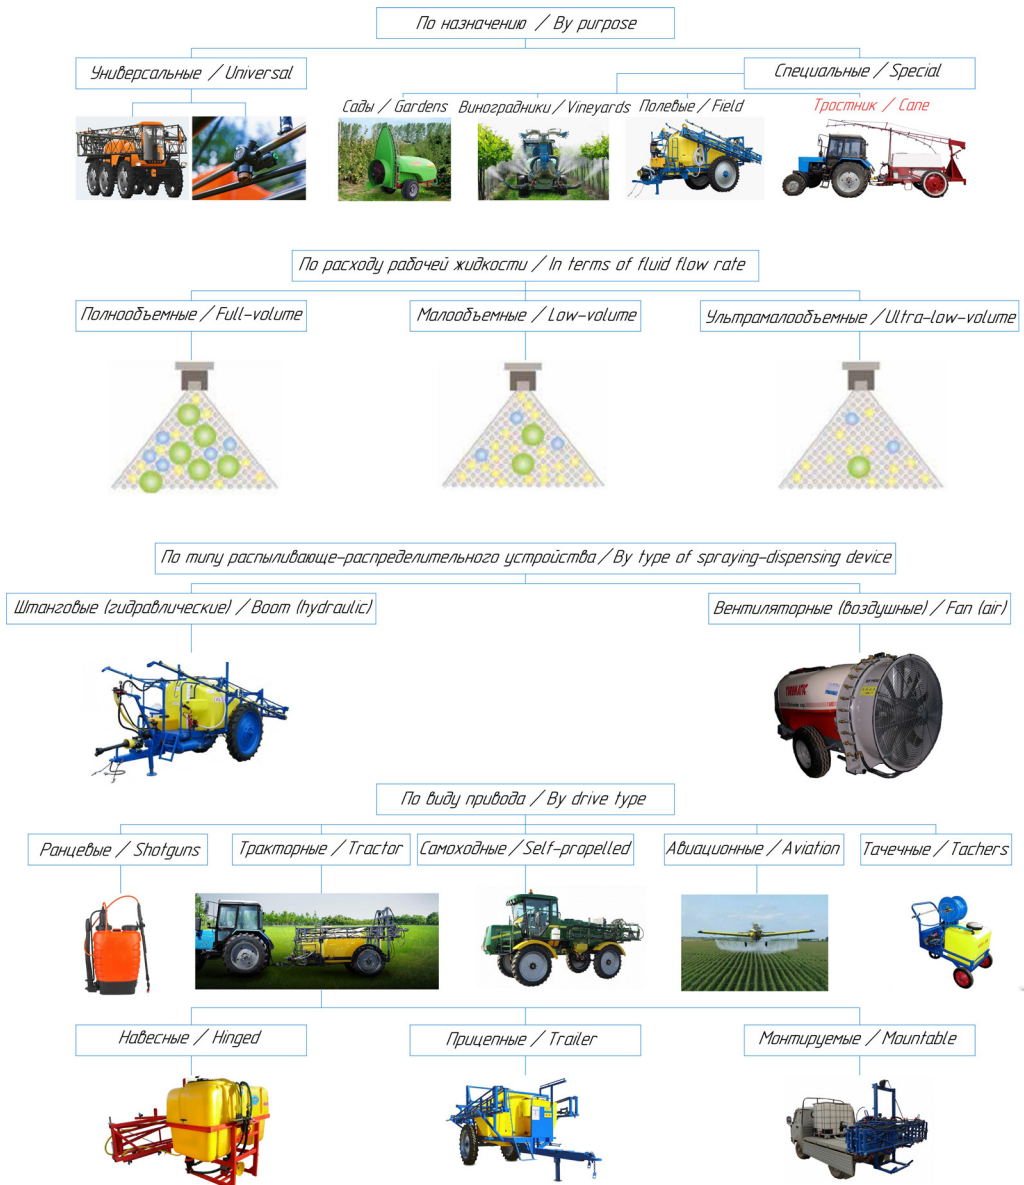 По назначению / By purpose
Универсальные / Universal
Специальные / Special
Сады / Gardens
Виноградники / Vineyards
Полевые / Field
Тростник / Cane
По расходу рабочей жидкости / In terms of fluid flow rate
Полнообъемные / Full-volume
Малообъемные / Low-volume
Ультрамалообъемные / Ultra-low-volume
По типу распыливающе-распределительного устройства / By type of spraying-dispensing device
Штанговые (гидравлические) / Boom (hydraulic)
Вентиляторные (воздушные) / Fan (air)
По виду привода / By drive type
Ранцевые / Shotguns
Тракторные / Tractor
Самоходные / Self-propelled
Авиационные / Aviation
Тачечные / Tachers
Навесные / Hinged
Прицепные / Trailer
Монтируемые / Mountable